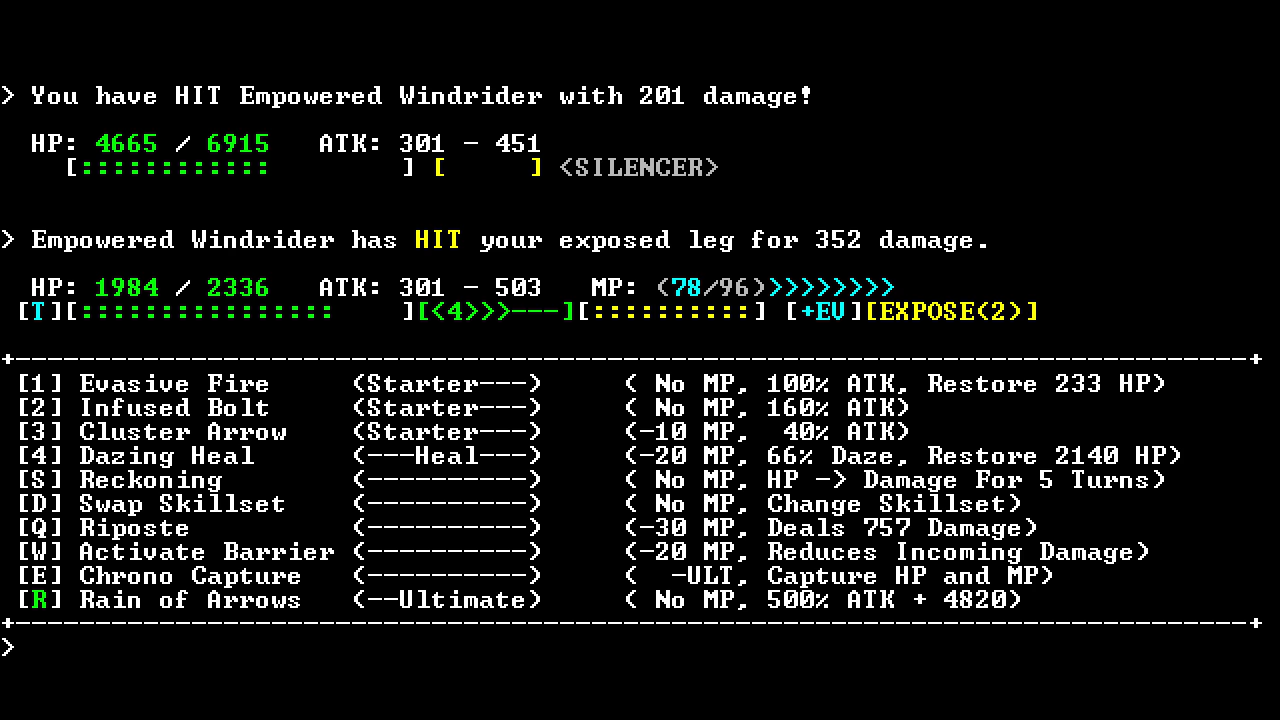 > You have HIT Empowered Windrider with 201 damage!
HP: 4665 / 6915   ATK: 301 - 451
[::::::::::::                 ] [     ] <SILENCER>
> Empowered Windrider has HIT your exposed leg for 352 damage.
HP: 1984 / 2336   ATK: 301 - 503   MP: (78/96)>>>>>>>>
[T][::::::::::::::::         ][<4>>>---][::::::::::] [+EV][EXPOSE(2)]
+-----------------------------------------------------------------------------+
[1] Evasive Fire     (Starter---)     ( No MP, 100% ATK, Restore 233 HP)
[2] Infused Bolt     (Starter---)     ( No MP, 160% ATK)
[3] Cluster Arrow    (Starter---)     (-10 MP,  40% ATK)
[4] Dazing Heal      (---Heal---)     (-20 MP, 66% Daze, Restore 2140 HP)
[S] Reckoning        (----------)     ( No MP, HP -> Damage For 5 Turns)
[D] Swap Skillset    (----------)     ( No MP, Change Skillset)
[Q] Riposte          (----------)     (-30 MP, Deals 757 Damage)
[W] Activate Barrier (----------)     (-20 MP, Reduces Incoming Damage)
[E] Chrono Capture   (----------)     (  -ULT, Capture HP and MP)
[R] Rain of Arrows   (--Ultimate)     ( No MP, 500% ATK + 4820)
+-----------------------------------------------------------------------------+
>